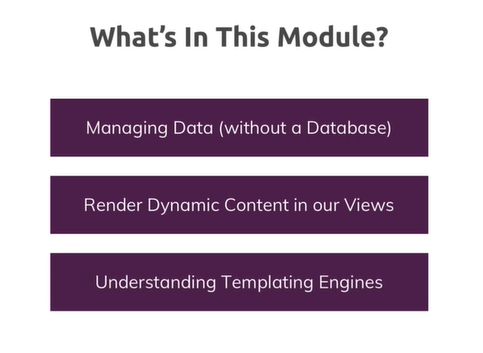 What's In This Module?
Managing Data (without a Database)
Render Dynamic Content in our Views
Understanding Templating Engines